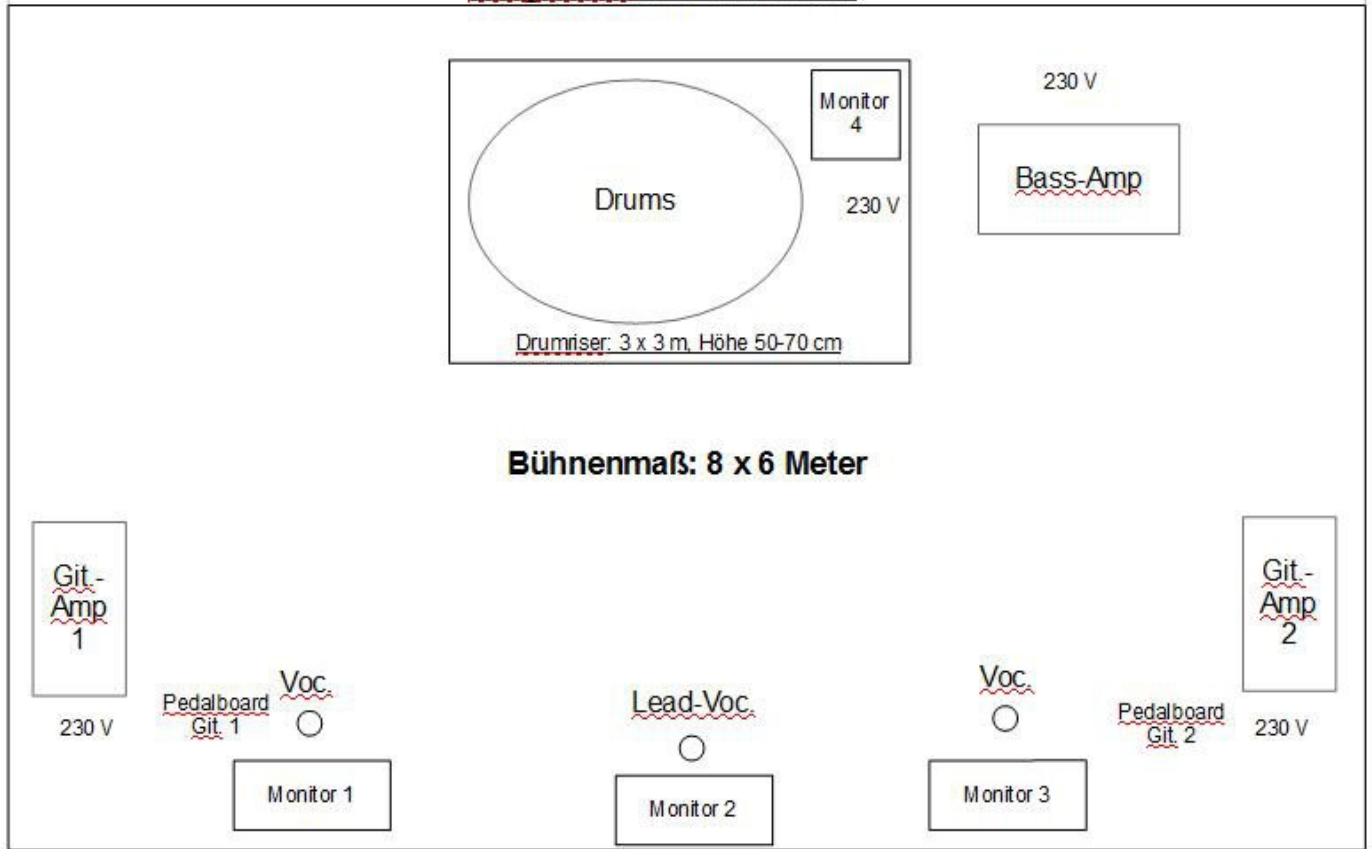 230 V
Monitor
4
Bass-Amp
Drums
230 V
Drumriser: 3 x 3 m, Höhe 50-70 cm
Bühnenmaß: 8 x 6 Meter
Git.-
Amp
1
Git.-
Amp
2
Voc.
Voc.
Pedalboard
Git. 1
Lead-Voc.
Pedalboard
Git. 2
230 V
230 V
Monitor 1
Monitor 2
Monitor 3